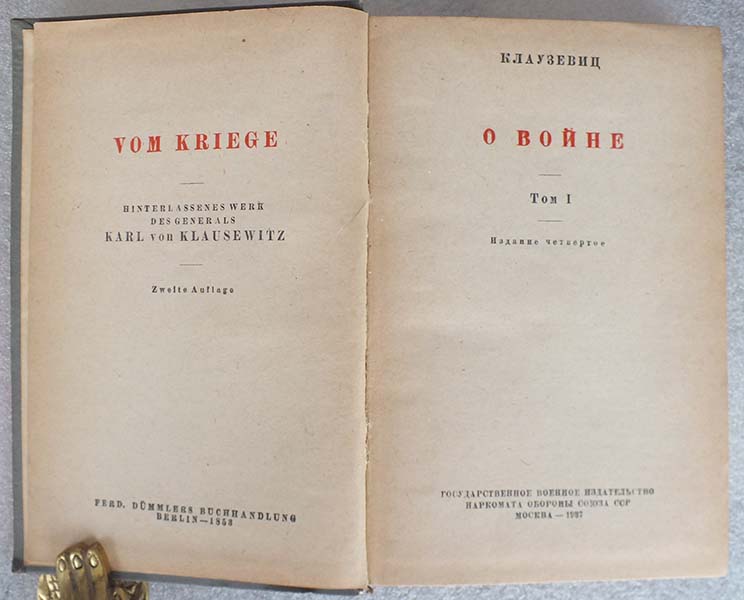 VOM KRIEGE
HINTERLASSENES WERK
DES GENERALS
KARL von KLAUSEWITZ
Zweite Auflage
FERD. DÜMMLERS BUCHHANDLUNG
BERLIN—1853
КЛАУЗЕВИЦ
О ВОЙНЕ
Том I
Издание четвертое
ГОСУДАРСТВЕННОЕ ВОЕННОЕ ИЗДАТЕЛЬСТВО
НАРКОМАТА ОБОРОНЫ СОЮЗА ССР
МОСКВА — 1937